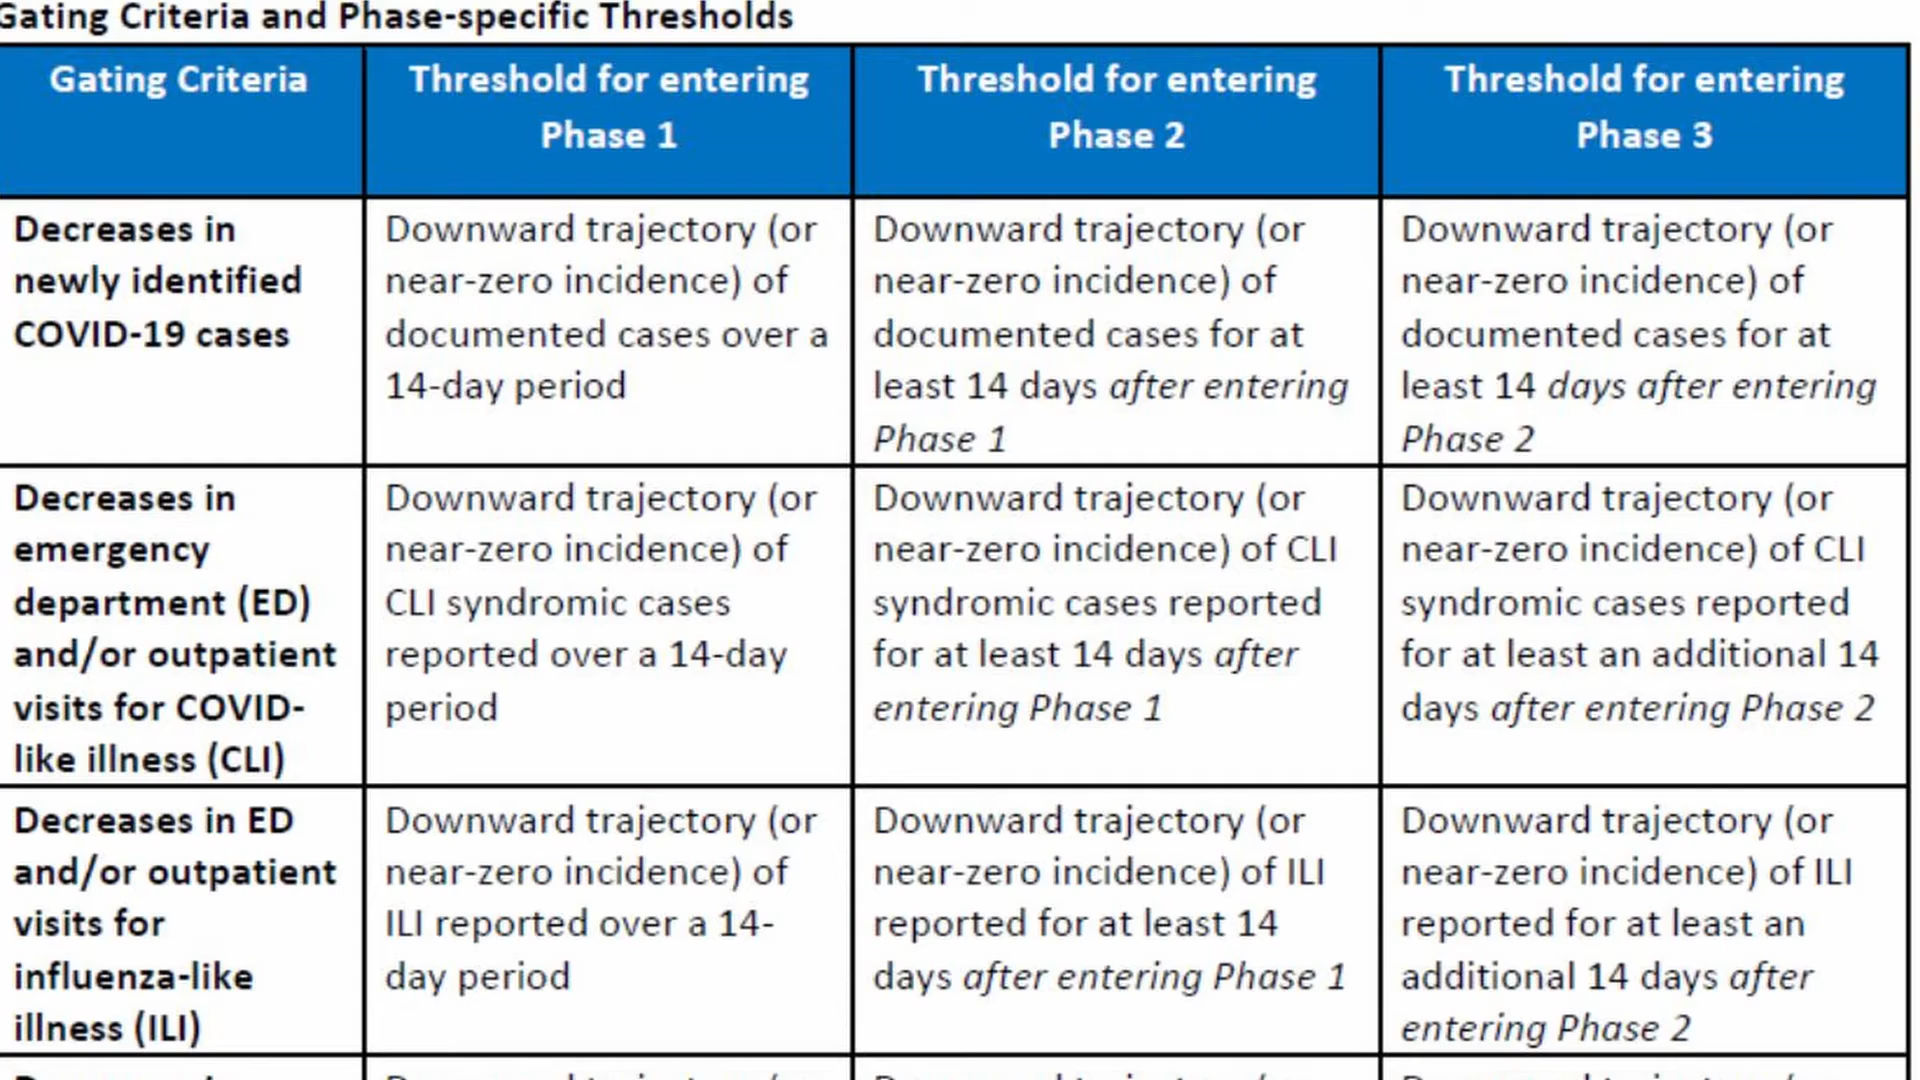 Gating Criteria and Phase-specific Thresholds
Gating Criteria
Threshold for entering
Phase 1
Threshold for entering
Phase 2
Threshold for entering
Phase 3
Decreases in
newly identified
COVID-19 cases
Downward trajectory (or
near-zero incidence) of
documented cases over a
14-day period
Downward trajectory (or
near-zero incidence) of
documented cases for at
least 14 days after entering
Phase 1
Downward trajectory (or
near-zero incidence) of
documented cases for at
least 14 days after entering
Phase 2
Decreases in
emergency
department (ED)
and/or outpatient
visits for COVID-
like illness (CLI)
Downward trajectory (or
near-zero incidence) of
CLI syndromic cases
reported over a 14-day
period
Downward trajectory (or
near-zero incidence) of CLI
syndromic cases reported
for at least 14 days after
entering Phase 1
Downward trajectory (or
near-zero incidence) of CLI
syndromic cases reported
for at least an additional 14
days after entering Phase 2
Decreases in ED
and/or outpatient
visits for
influenza-like
illness (ILI)
Downward trajectory (or
near-zero incidence) of
ILI reported over a 14-
day period
Downward trajectory (or
near-zero incidence) of ILI
reported for at least 14
days after entering Phase 1
Downward trajectory (or
near-zero incidence) of ILI
reported for at least an
additional 14 days after
entering Phase 2